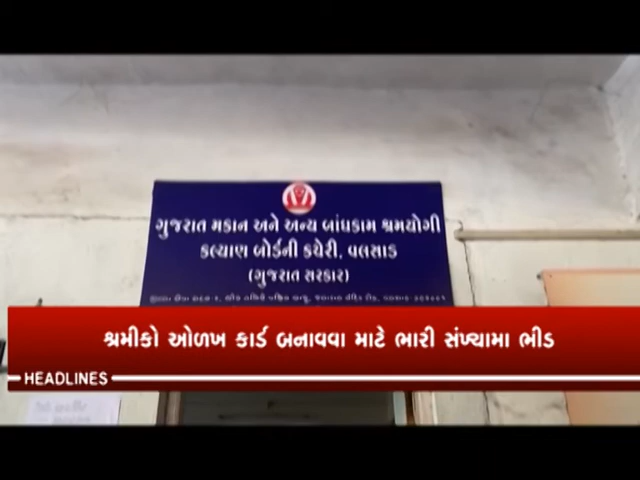 ગુજરાત મકાન અને અન્ય બાંધકામ શ્રમયોગી
કલ્યાણ બોર્ડની કચેરી, વલસાડ
(ગુજરાત સરકાર)
શ્રમીકો ઓળખ કાર્ડ બનાવવા માટે ભારી સંખ્યામા ભીડ
HEADLINES